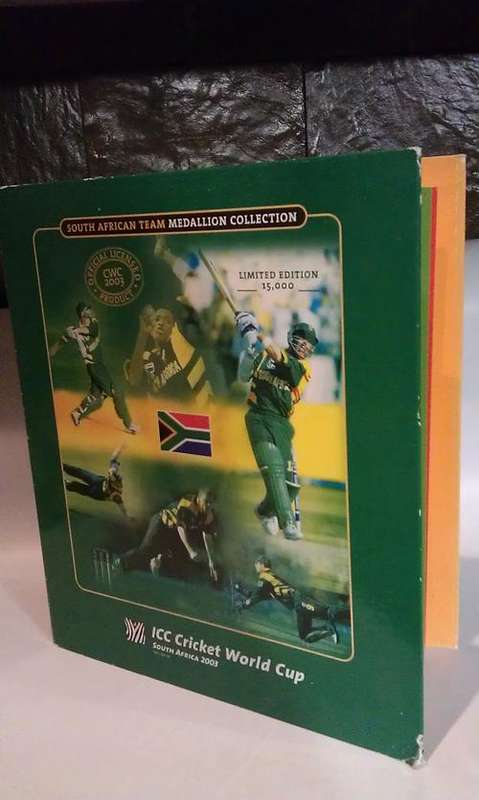 SOUTH AFRICAN TEAM MEDALLION COLLECTION
OFFICIAL LICENSED
CWC
2003
PRODUCT
LIMITED EDITION
15,000
ICC Cricket World Cup
SOUTH AFRICA 2003